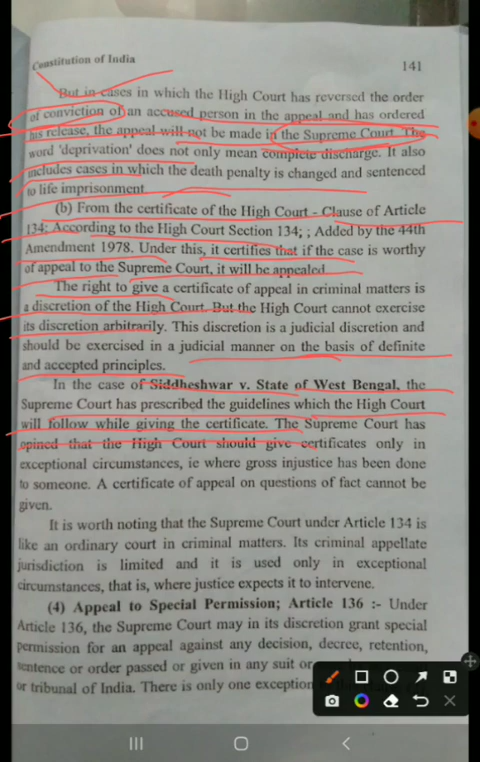 Constitution of India 141
But in cases in which the High Court has reversed the order
of conviction of an accused person in the appeal and has ordered
his release, the appeal will not be made in the Supreme Court. The
word 'deprivation' does not only mean complete discharge. It also
includes cases in which the death penalty is changed and sentenced
to life imprisonment
(b) From the certificate of the High Court - Clause of Article
134: According to the High Court Section 134; ; Added by the 44th
Amendment 1978. Under this, it certifies that if the case is worthy
of appeal to the Supreme Court, it will be appealed
The right to give a certificate of appeal in criminal matters is
a discretion of the High Court. But the High Court cannot exercise
its discretion arbitrarily. This discretion is a judicial discretion and
should be exercised in a judicial manner on the basis of definite
and accepted principles.
In the case of Siddheshwar v. State of West Bengal, the
Supreme Court has prescribed the guidelines which the High Court
will follow while giving the certificate. The Supreme Court has
opined that the High Court should give certificates only in
exceptional circumstances, ie where gross injustice has been done
to someone. A certificate of appeal on questions of fact cannot be
given.
It is worth noting that the Supreme Court under Article 134 is
like an ordinary court in criminal matters. Its criminal appellate
jurisdiction is limited and it is used only in exceptional
circumstances, that is, where justice expects it to intervene.
(4) Appeal to Special Permission; Article 136 :- Under
Article 136, the Supreme Court may in its discretion grant special
permission for an appeal against any decision, decree, retention,
sentence or order passed or given in any suit or
or tribunal of India. There is only one exception